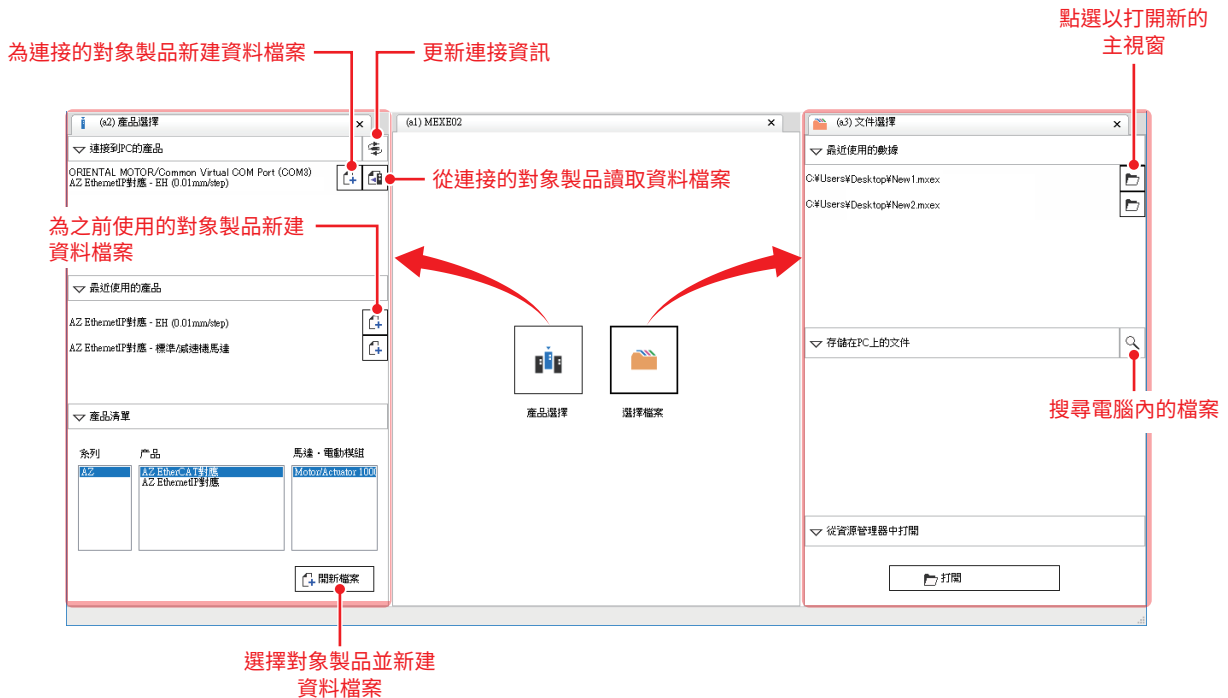 點選以打開新的
主視窗
為連接的對象製品新建資料檔案
更新連接資訊
(a2) 產品選擇
(a1) MEXE02
(a3) 文件選擇
連接到PC的產品
最近使用的數據
ORIENTAL MOTOR/Common Virtual COM Port (COM3)
AZ EthernetIP對應 - EH (0.01mm/step)
從連接的對象製品讀取資料檔案
C:¥Users¥Desktop¥New1.mxex
C:¥Users¥Desktop¥New2.mxex
為之前使用的對象製品新建
資料檔案
最近使用的產品
AZ EthernetIP對應 - EH (0.01mm/step)
AZ EthernetIP對應 - 標準/減速機馬達
存儲在PC上的文件
搜尋電腦內的檔案
產品選擇
選擇檔案
產品清單
系列
产品
馬達・電動模組
AZ
AZ EtherCAT對應
Motor/Actuator 1000
AZ EthernetIP對應
從資源管理器中打開
開新檔案
打開
選擇對象製品並新建
資料檔案